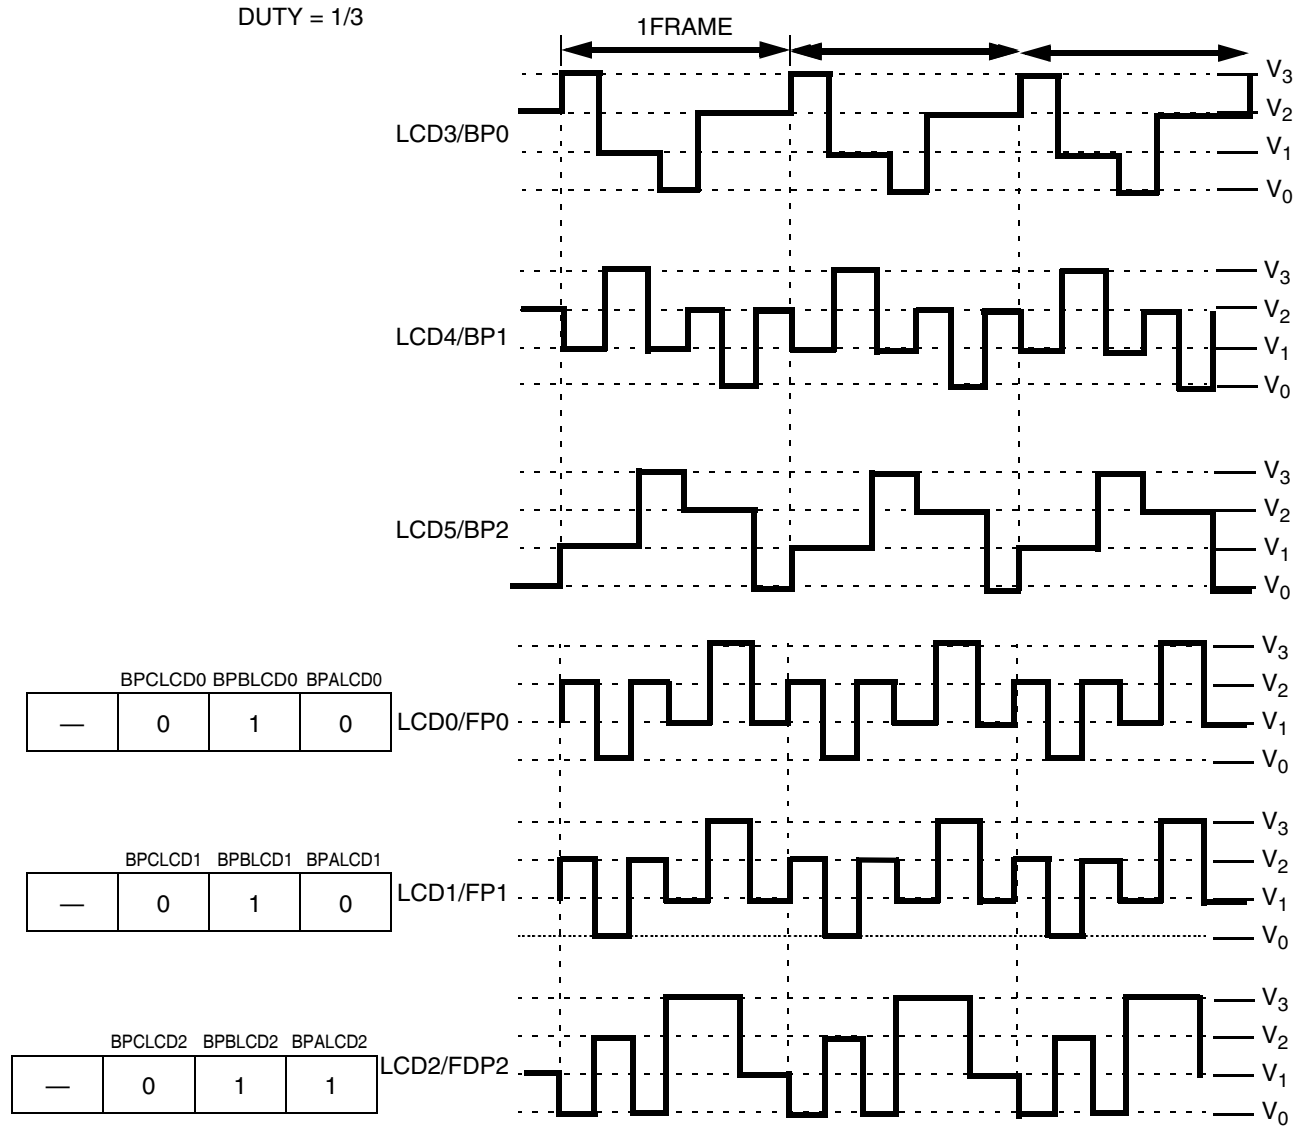 DUTY = 1/3
1FRAME
LCD3/BP0
V3
V2
V1
V0
LCD4/BP1
V3
V2
V1
V0
LCD5/BP2
V3
V2
V1
V0
BPCLCD0 BPBLCD0 BPALCD0
— 0 1 0
LCD0/FP0
V3
V2
V1
V0
BPCLCD1 BPBLCD1 BPALCD1
— 0 1 0
LCD1/FP1
V3
V2
V1
V0
BPCLCD2 BPBLCD2 BPALCD2
— 0 1 1
LCD2/FDP2
V3
V2
V1
V0